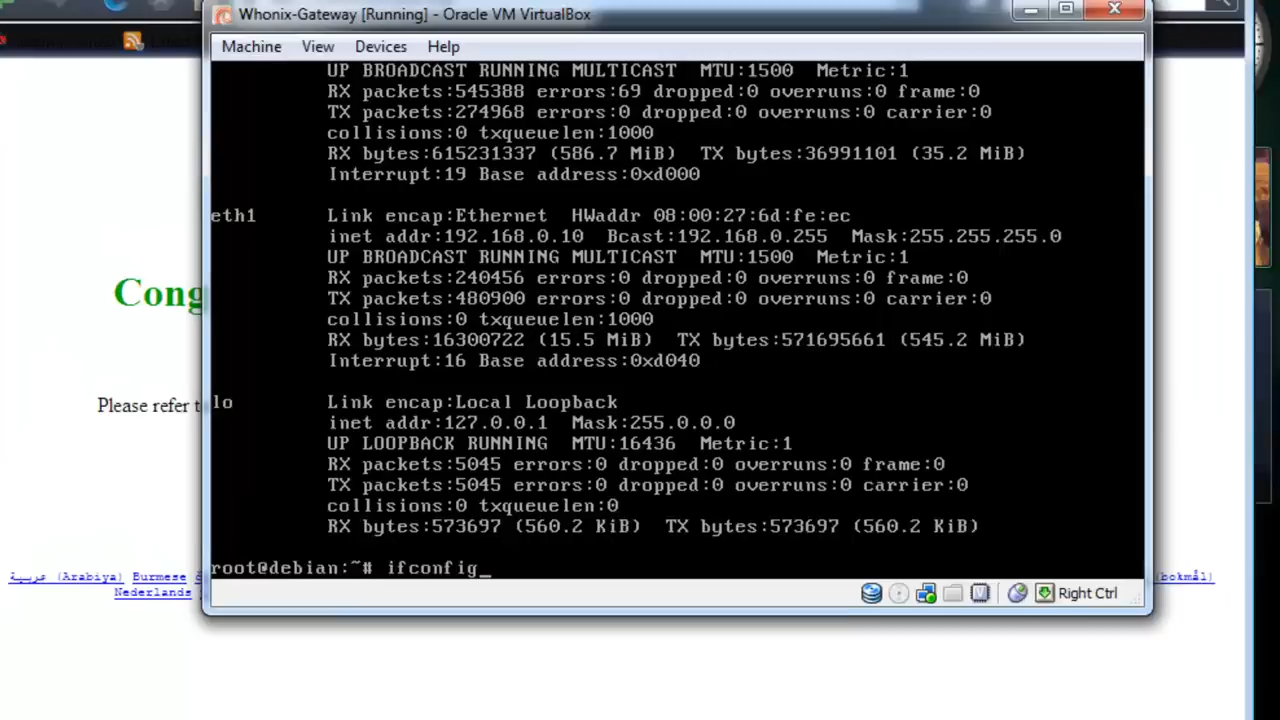 Whonix-Gateway [Running] - Oracle VM VirtualBox
Machine View Devices Help
UP BROADCAST RUNNING MULTICAST MTU:1500 Metric:1
RX packets:545388 errors:69 dropped:0 overruns:0 frame:0
TX packets:274968 errors:0 dropped:0 overruns:0 carrier:0
collisions:0 txqueuelen:1000
RX bytes:615231337 (586.7 MiB) TX bytes:36991101 (35.2 MiB)
Interrupt:19 Base address:0xd000
eth1 Link encap:Ethernet HWaddr 08:00:27:6d:fe:ec
inet addr:192.168.0.10 Bcast:192.168.0.255 Mask:255.255.255.0
UP BROADCAST RUNNING MULTICAST MTU:1500 Metric:1
RX packets:240456 errors:0 dropped:0 overruns:0 frame:0
TX packets:480900 errors:0 dropped:0 overruns:0 carrier:0
collisions:0 txqueuelen:1000
RX bytes:16300722 (15.5 MiB) TX bytes:571695661 (545.2 MiB)
Interrupt:16 Base address:0xd040
lo Link encap:Local Loopback
inet addr:127.0.0.1 Mask:255.0.0.0
UP LOOPBACK RUNNING MTU:16436 Metric:1
RX packets:5045 errors:0 dropped:0 overruns:0 frame:0
TX packets:5045 errors:0 dropped:0 overruns:0 carrier:0
collisions:0 txqueuelen:0
RX bytes:573697 (560.2 KiB) TX bytes:573697 (560.2 KiB)
root@debian:~# ifconfig_
Right Ctrl
Cong
Please refer t
عربية (Arabiya) Burmese
(bokmål)
Nederlands